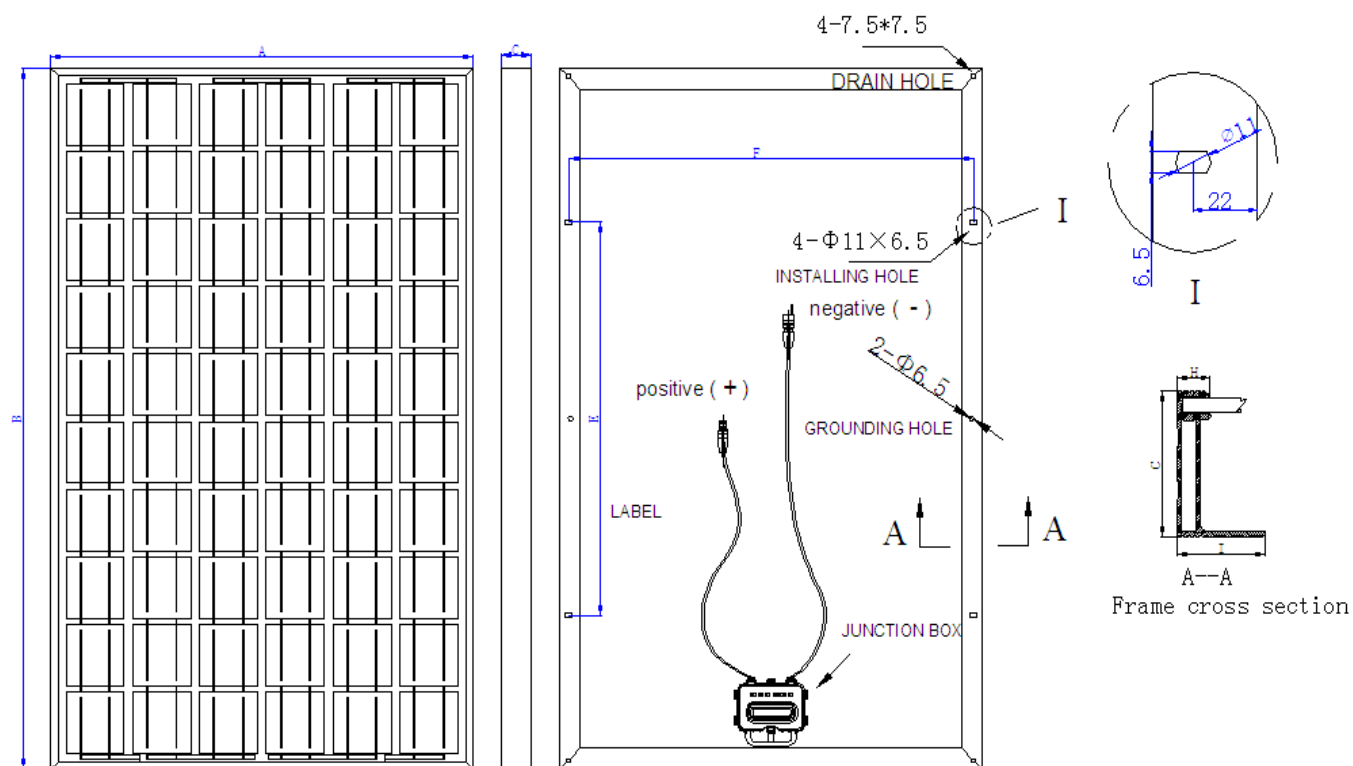 4-7.5*7.5
DRAIN HOLE
A
C
F
B
E
4-Φ11×6.5
INSTALLING HOLE
I
negative ( - )
positive ( + )
2-Φ6.5
GROUNDING HOLE
LABEL
A
A
JUNCTION BOX
Ø11
22
6.5
I
H
C
I
A--A
Frame cross section